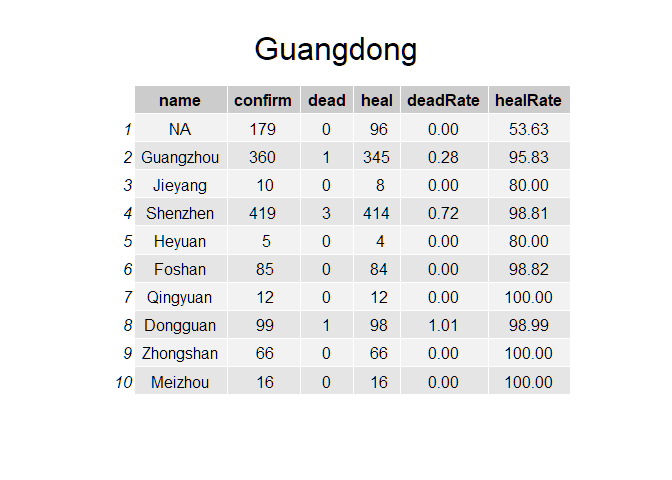 Guangdong
name confirm dead heal deadRate healRate
1 NA 179 0 96 0.00 53.63
2 Guangzhou 360 1 345 0.28 95.83
3 Jieyang 10 0 8 0.00 80.00
4 Shenzhen 419 3 414 0.72 98.81
5 Heyuan 5 0 4 0.00 80.00
6 Foshan 85 0 84 0.00 98.82
7 Qingyuan 12 0 12 0.00 100.00
8 Dongguan 99 1 98 1.01 98.99
9 Zhongshan 66 0 66 0.00 100.00
10 Meizhou 16 0 16 0.00 100.00